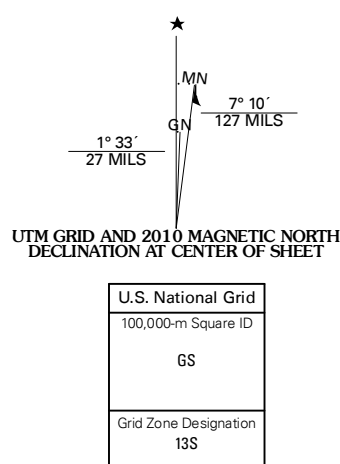 MN
GN
7° 10´
127 MILS
1° 33´
27 MILS
UTM GRID AND 2010 MAGNETIC NORTH
DECLINATION AT CENTER OF SHEET
U.S. National Grid
100,000-m Square ID
GS
Grid Zone Designation
13S